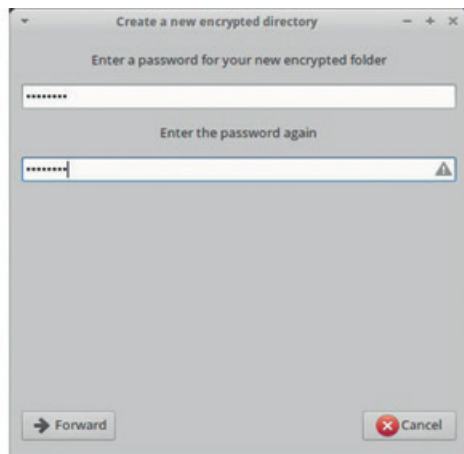 Create a new encrypted directory
Enter a password for your new encrypted folder
••••••••
Enter the password again
••••••••
Forward
Cancel